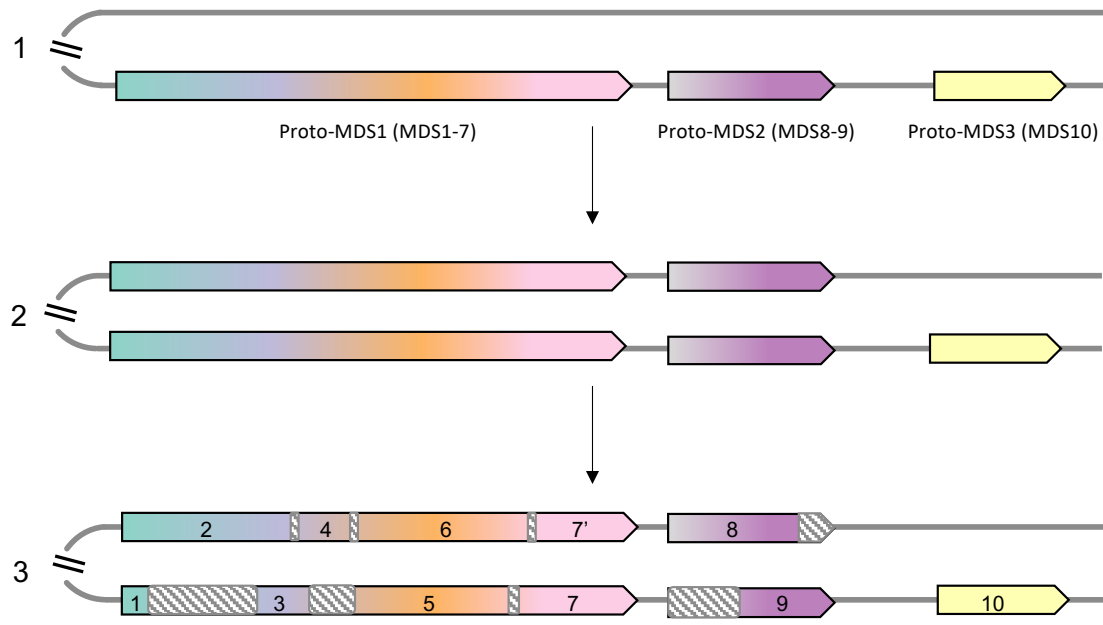 1
Proto-MDS1 (MDS1-7) Proto-MDS2 (MDS8-9) Proto-MDS3 (MDS10)
2
3
2 4 6 7’ 8
1 3 5 7 9 10